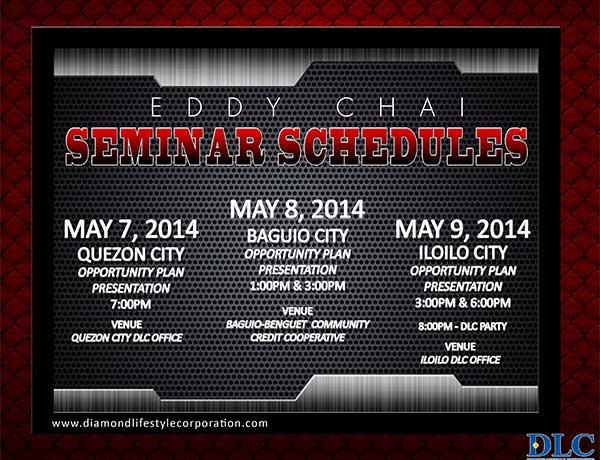 EDDY CHAI
SEMINAR SCHEDULES
MAY 7, 2014
QUEZON CITY
OPPORTUNITY PLAN
PRESENTATION
7:00PM
VENUE
QUEZON CITY DLC OFFICE
MAY 8, 2014
BAGUIO CITY
OPPORTUNITY PLAN
PRESENTATION
1:00PM & 3:00PM
VENUE
BAGUIO-BENGUET COMMUNITY
CREDIT COOPERATIVE
MAY 9, 2014
ILOILO CITY
OPPORTUNITY PLAN
PRESENTATION
3:00PM & 6:00PM
8:00PM - DLC PARTY
VENUE
ILOILO DLC OFFICE
www.diamondlifestylecorporation.com
DLC